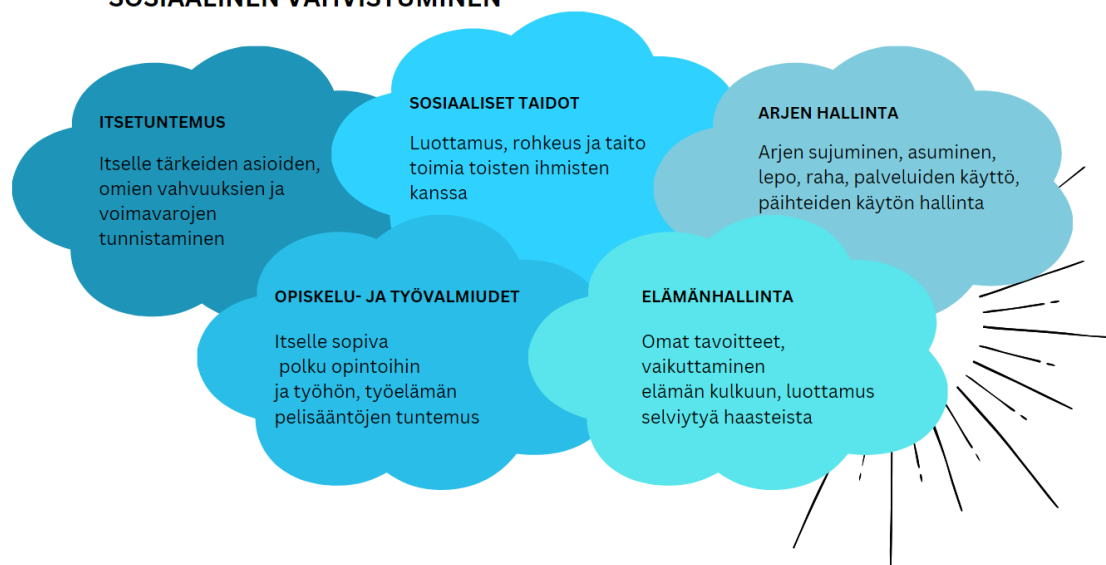 SOSIAALINEN VAHVISTUMINEN
ITSETUNTEMUS
Itselle tärkeiden asioiden,
omien vahvuuksien ja
voimavarojen
tunnistaminen
SOSIAALISET TAIDOT
Luottamus, rohkeus ja taito
toimia toisten ihmisten
kanssa
ARJEN HALLINTA
Arjen sujuminen, asuminen,
lepo, raha, palveluiden käyttö,
päihteiden käytön hallinta
OPISKELU- JA TYÖVALMIUDET
Itselle sopiva
polku opintoihin
ja työhön, työelämän
pelisääntöjen tuntemus
ELÄMÄNHALLINTA
Omat tavoitteet,
vaikuttaminen
elämän kulkuun, luottamus
selviytyä haasteista